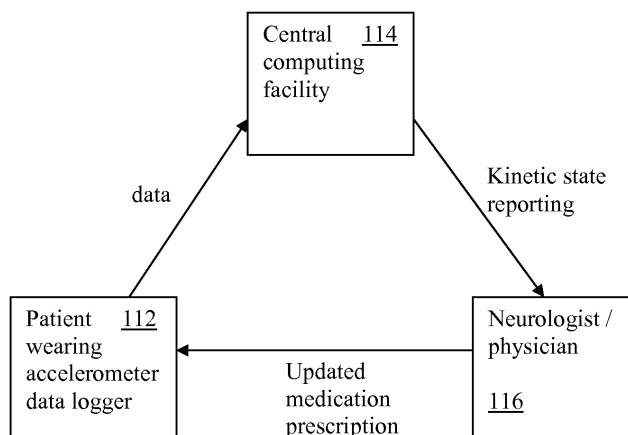 Central 114
computing
facility
data
Kinetic state
reporting
Patient 112
wearing
accelerometer
data logger
Neurologist /
physician
116
Updated
medication
prescription